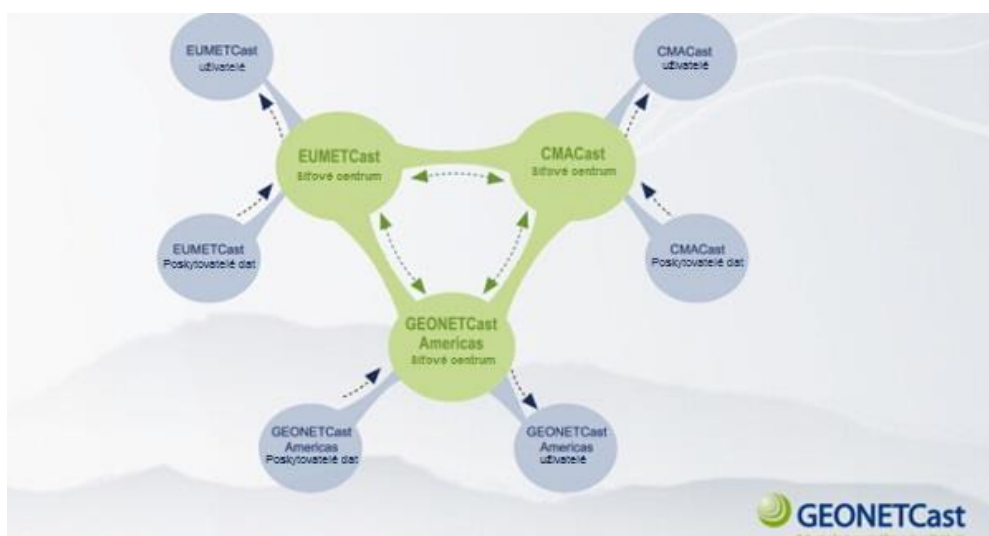 EUMETCast
uživatelé
CMACast
uživatelé
EUMETCast
síťové centrum
CMACast
síťové centrum
EUMETCast
Poskytovatelé dat
CMACast
Poskytovatelé dat
GEONETCast
Americas
síťové centrum
GEONETCast
Americas
Poskytovatelé dat
GEONETCast
Americas
uživatelé
GEONETCast